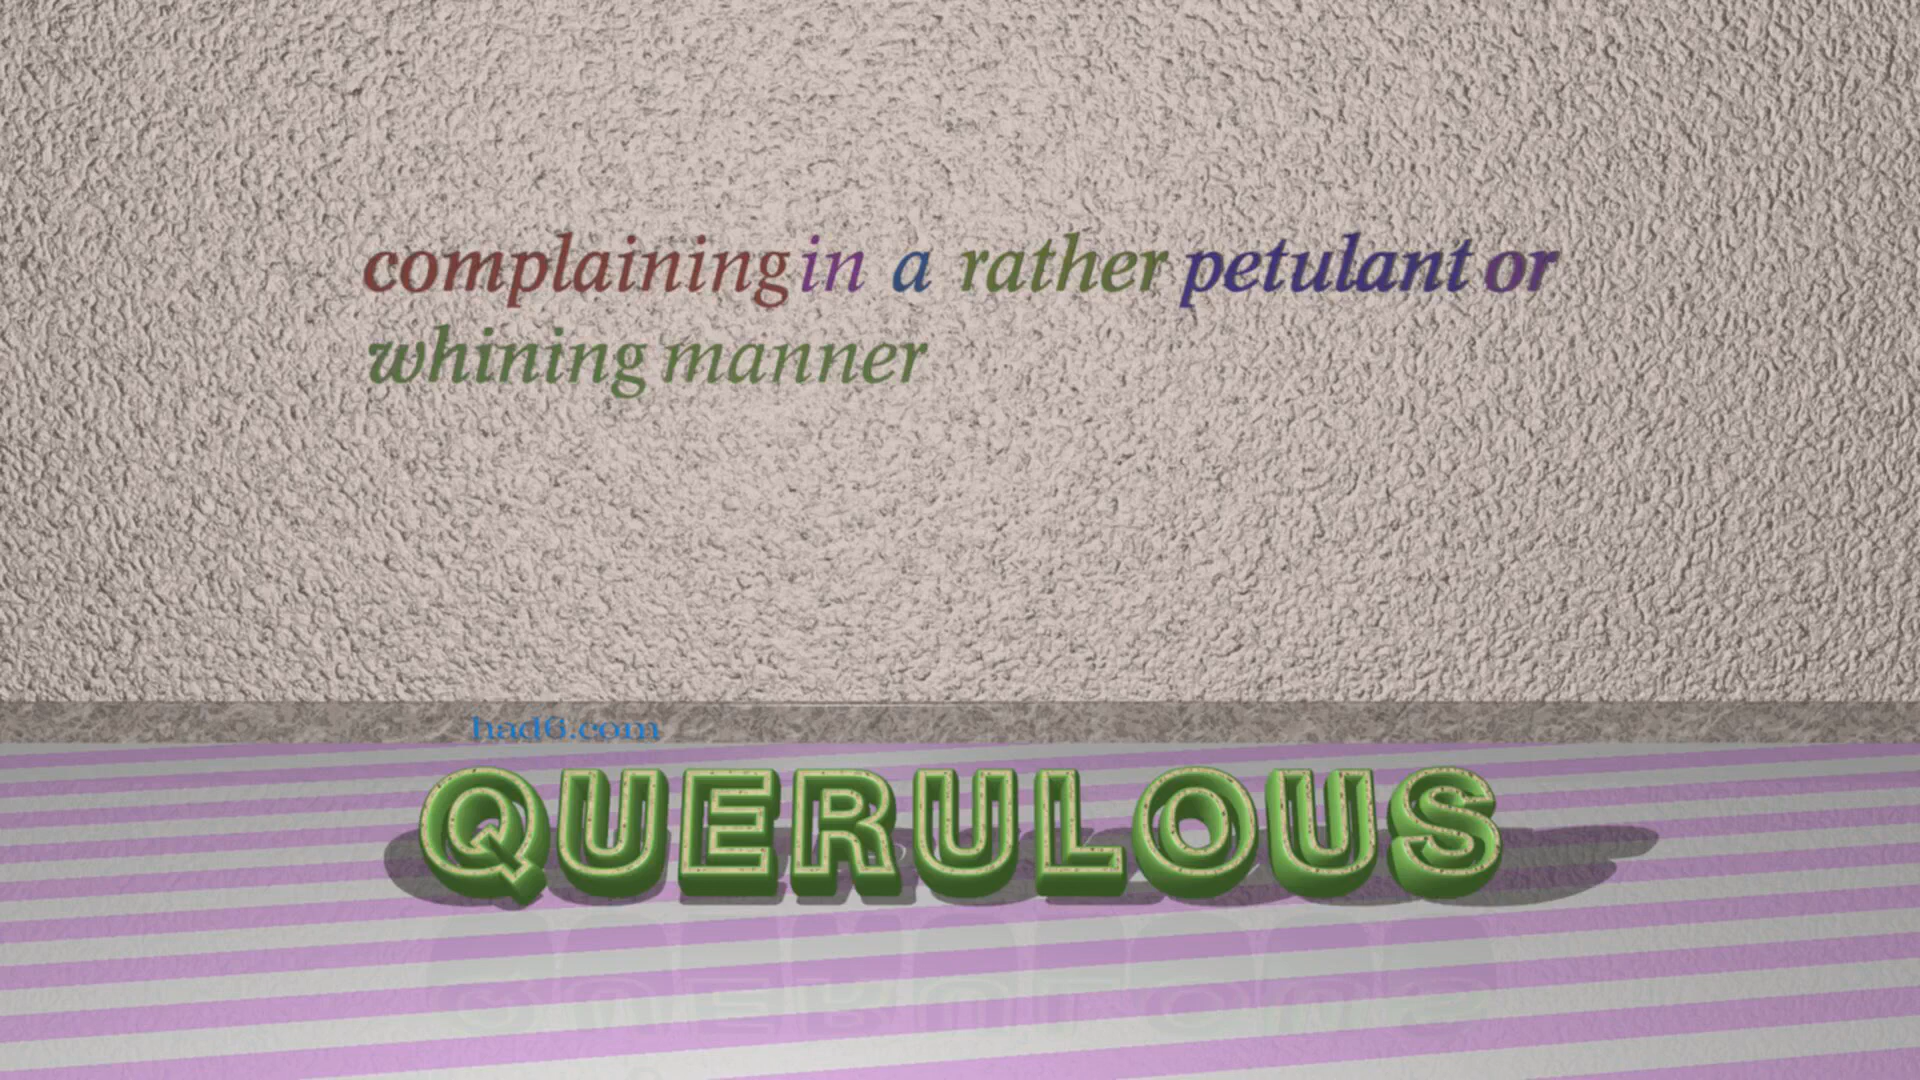 complaining in a rather petulant or
whining manner
had6.com
QUERULOUS